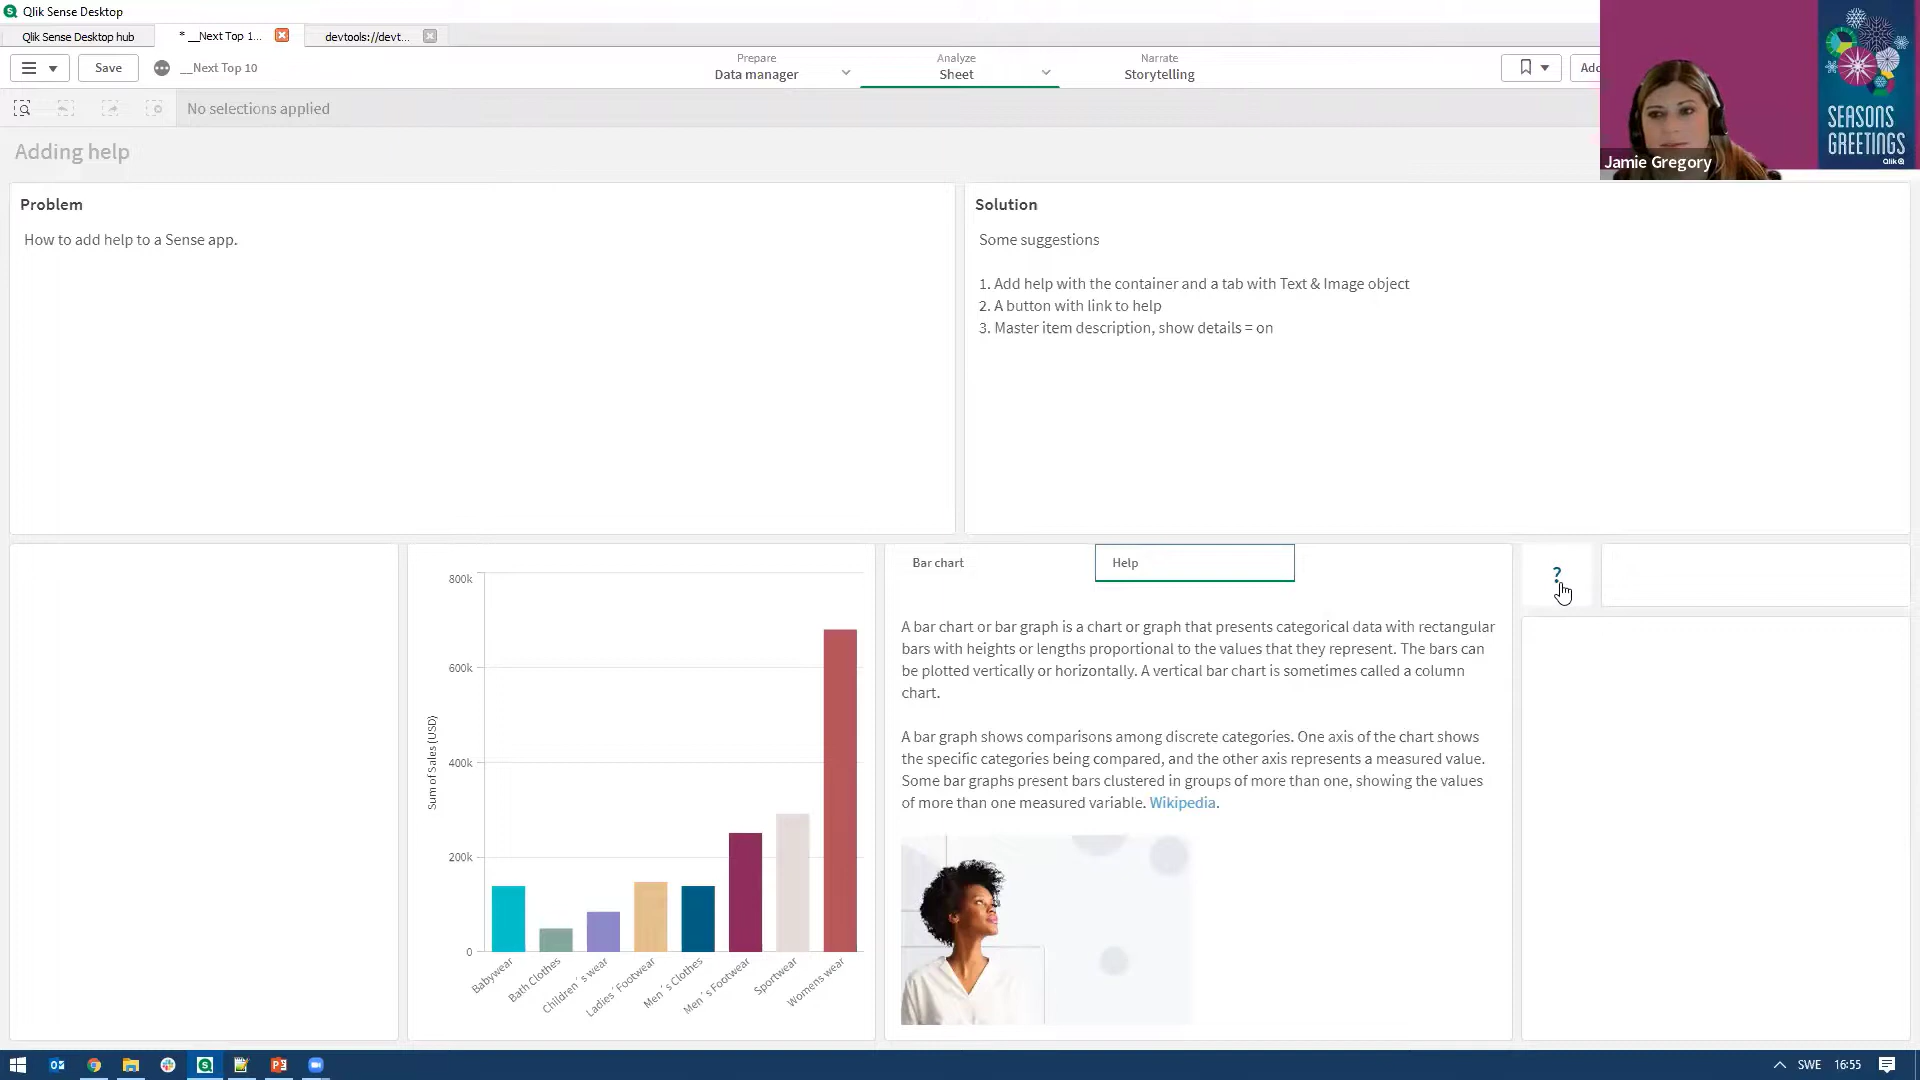 Qlik Sense Desktop
Qlik Sense Desktop hub
* __Next Top 1...
devtools://devt...
Save
__Next Top 10
Prepare
Data manager
Analyze
Sheet
Narrate
Storytelling
Add
No selections applied
SEASONS
GREETINGS
Qlik
Jamie Gregory
Adding help
Problem
How to add help to a Sense app.
Solution
Some suggestions
1. Add help with the container and a tab with Text & Image object
2. A button with link to help
3. Master item description, show details = on
800k
600k
400k
200k
0
Sum of Sales (USD)
Babywear
Bath Clothes
Children´s wear
Ladies´Footwear
Men´s Clothes
Men´s Footwear
Sportwear
Womens wear
Bar chart
Help
?
A bar chart or bar graph is a chart or graph that presents categorical data with rectangular
bars with heights or lengths proportional to the values that they represent. The bars can
be plotted vertically or horizontally. A vertical bar chart is sometimes called a column
chart.
A bar graph shows comparisons among discrete categories. One axis of the chart shows
the specific categories being compared, and the other axis represents a measured value.
Some bar graphs present bars clustered in groups of more than one, showing the values
of more than one measured variable. Wikipedia.
SWE
16:55